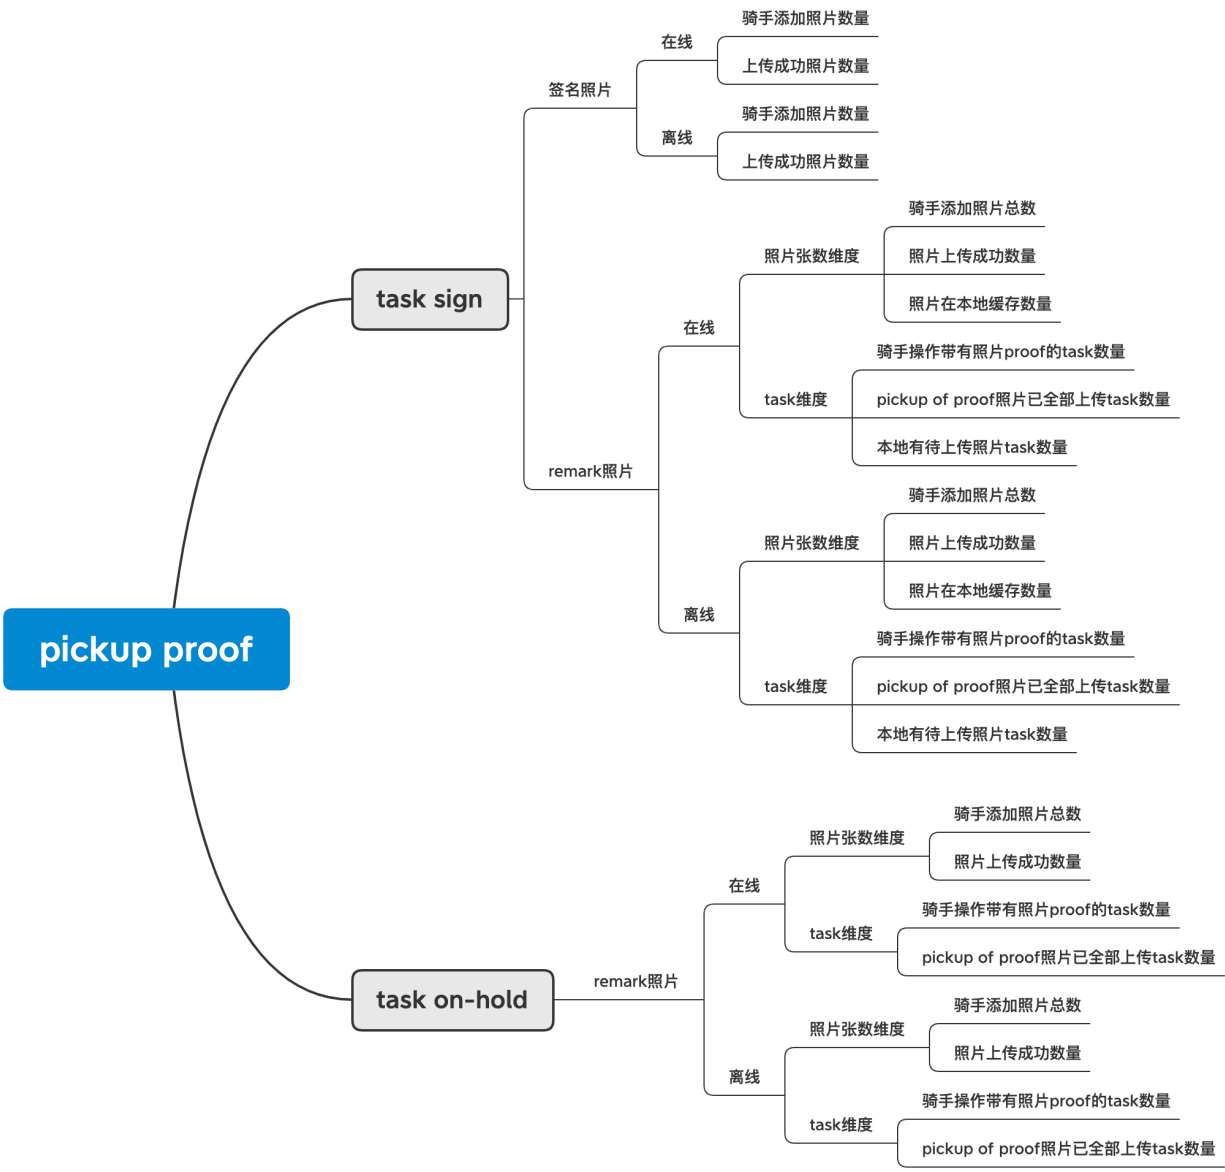 pickup proof
task sign
签名照片
在线
骑手添加照片数量
上传成功照片数量
离线
骑手添加照片数量
上传成功照片数量
remark照片
在线
照片张数维度
骑手添加照片总数
照片上传成功数量
照片在本地缓存数量
task维度
骑手操作带有照片proof的task数量
pickup of proof照片已全部上传task数量
本地有待上传照片task数量
离线
照片张数维度
骑手添加照片总数
照片上传成功数量
照片在本地缓存数量
task维度
骑手操作带有照片proof的task数量
pickup of proof照片已全部上传task数量
本地有待上传照片task数量
task on-hold
remark照片
在线
照片张数维度
骑手添加照片总数
照片上传成功数量
task维度
骑手操作带有照片proof的task数量
pickup of proof照片已全部上传task数量
离线
照片张数维度
骑手添加照片总数
照片上传成功数量
task维度
骑手操作带有照片proof的task数量
pickup of proof照片已全部上传task数量